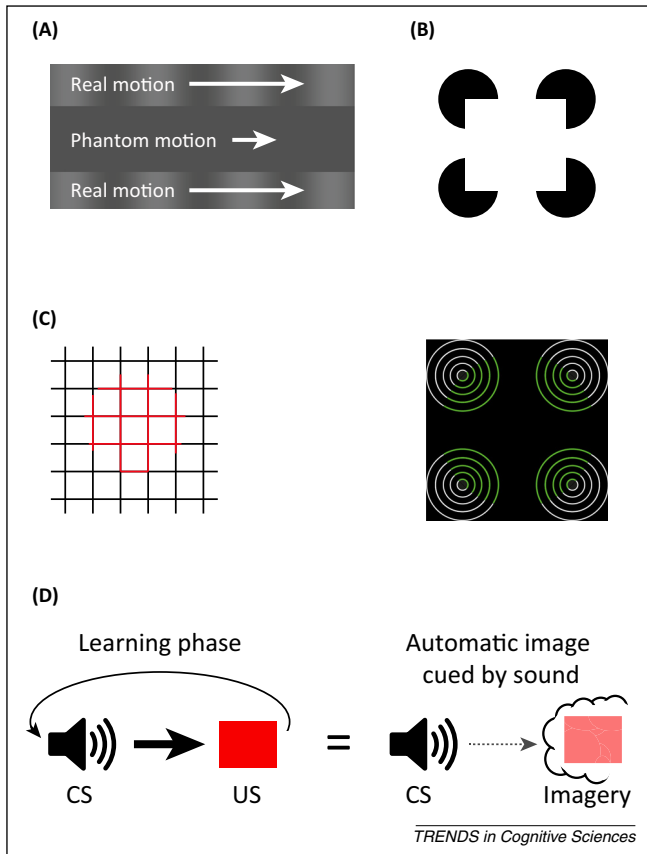 (A)
Real motion
Phantom motion
Real motion
(B)
(C)
(D)
Learning phase
CS
US
=
Automatic image
cued by sound
CS
Imagery
TRENDS in Cognitive Sciences